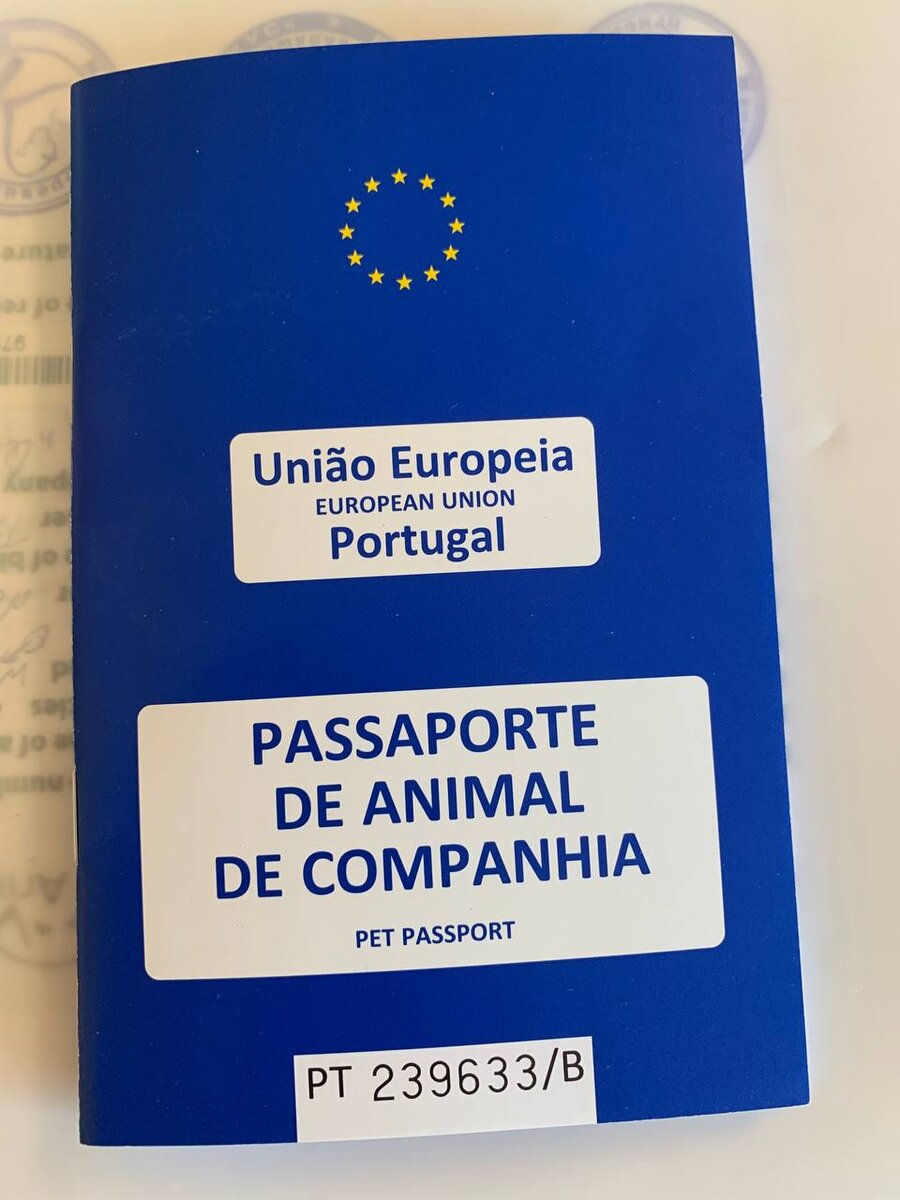 União Europeia
EUROPEAN UNION
Portugal
PASSAPORTE
DE ANIMAL
DE COMPANHIA
PET PASSPORT
PT 239633/B